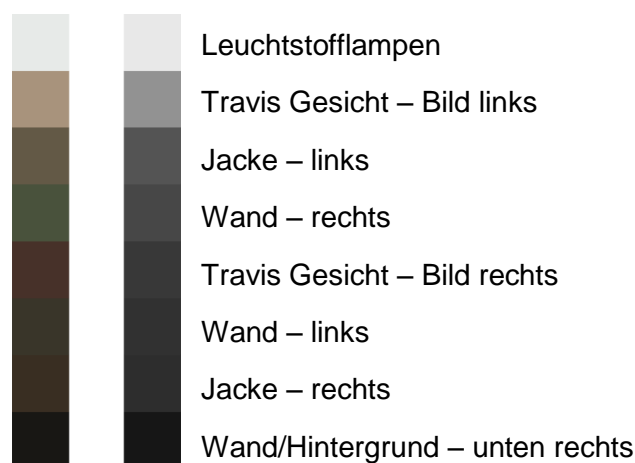 Leuchtstofflampen
Travis Gesicht – Bild links
Jacke – links
Wand – rechts
Travis Gesicht – Bild rechts
Wand – links
Jacke – rechts
Wand/Hintergrund – unten rechts